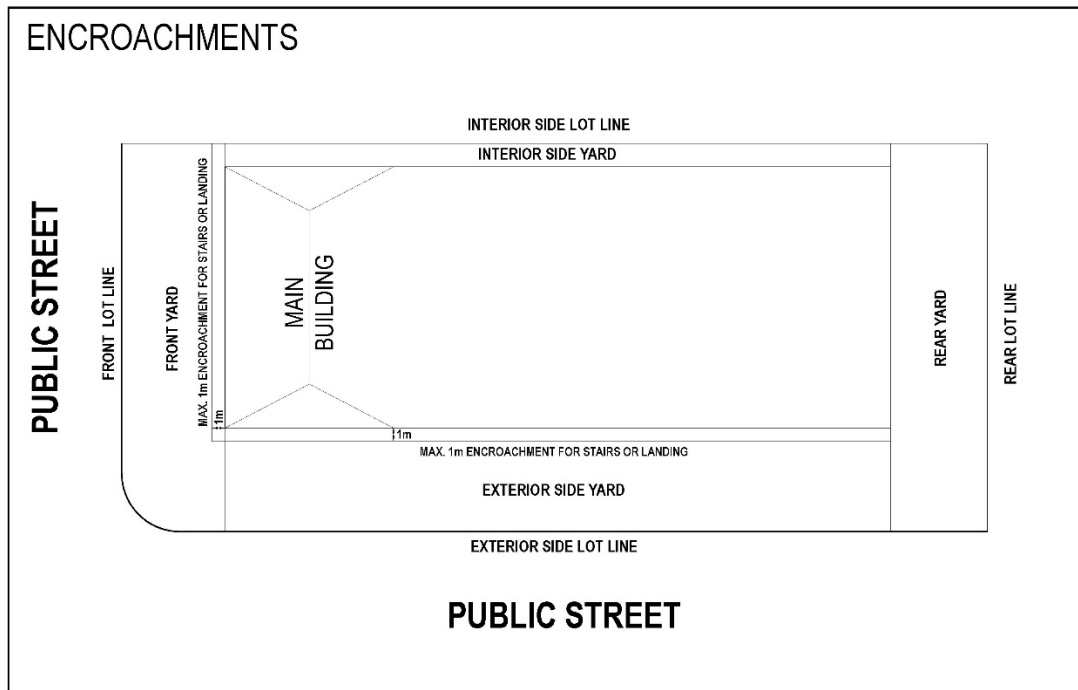 ENCROACHMENTS
INTERIOR SIDE LOT LINE
INTERIOR SIDE YARD
PUBLIC STREET
FRONT LOT LINE
FRONT YARD
MAX. 1m ENCROACHMENT FOR STAIRS OR LANDING
1m
MAIN
BUILDING
REAR YARD
REAR LOT LINE
1m
MAX. 1m ENCROACHMENT FOR STAIRS OR LANDING
EXTERIOR SIDE YARD
EXTERIOR SIDE LOT LINE
PUBLIC STREET